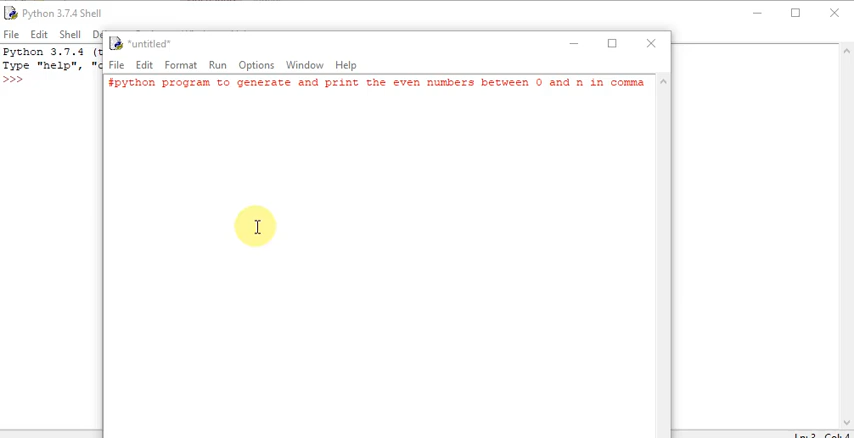 Python 3.7.4 Shell
File Edit Shell
Python 3.7.4
Type "help",
>>>
*untitled*
File Edit Format Run Options Window Help
#python program to generate and print the even numbers between 0 and n in comma